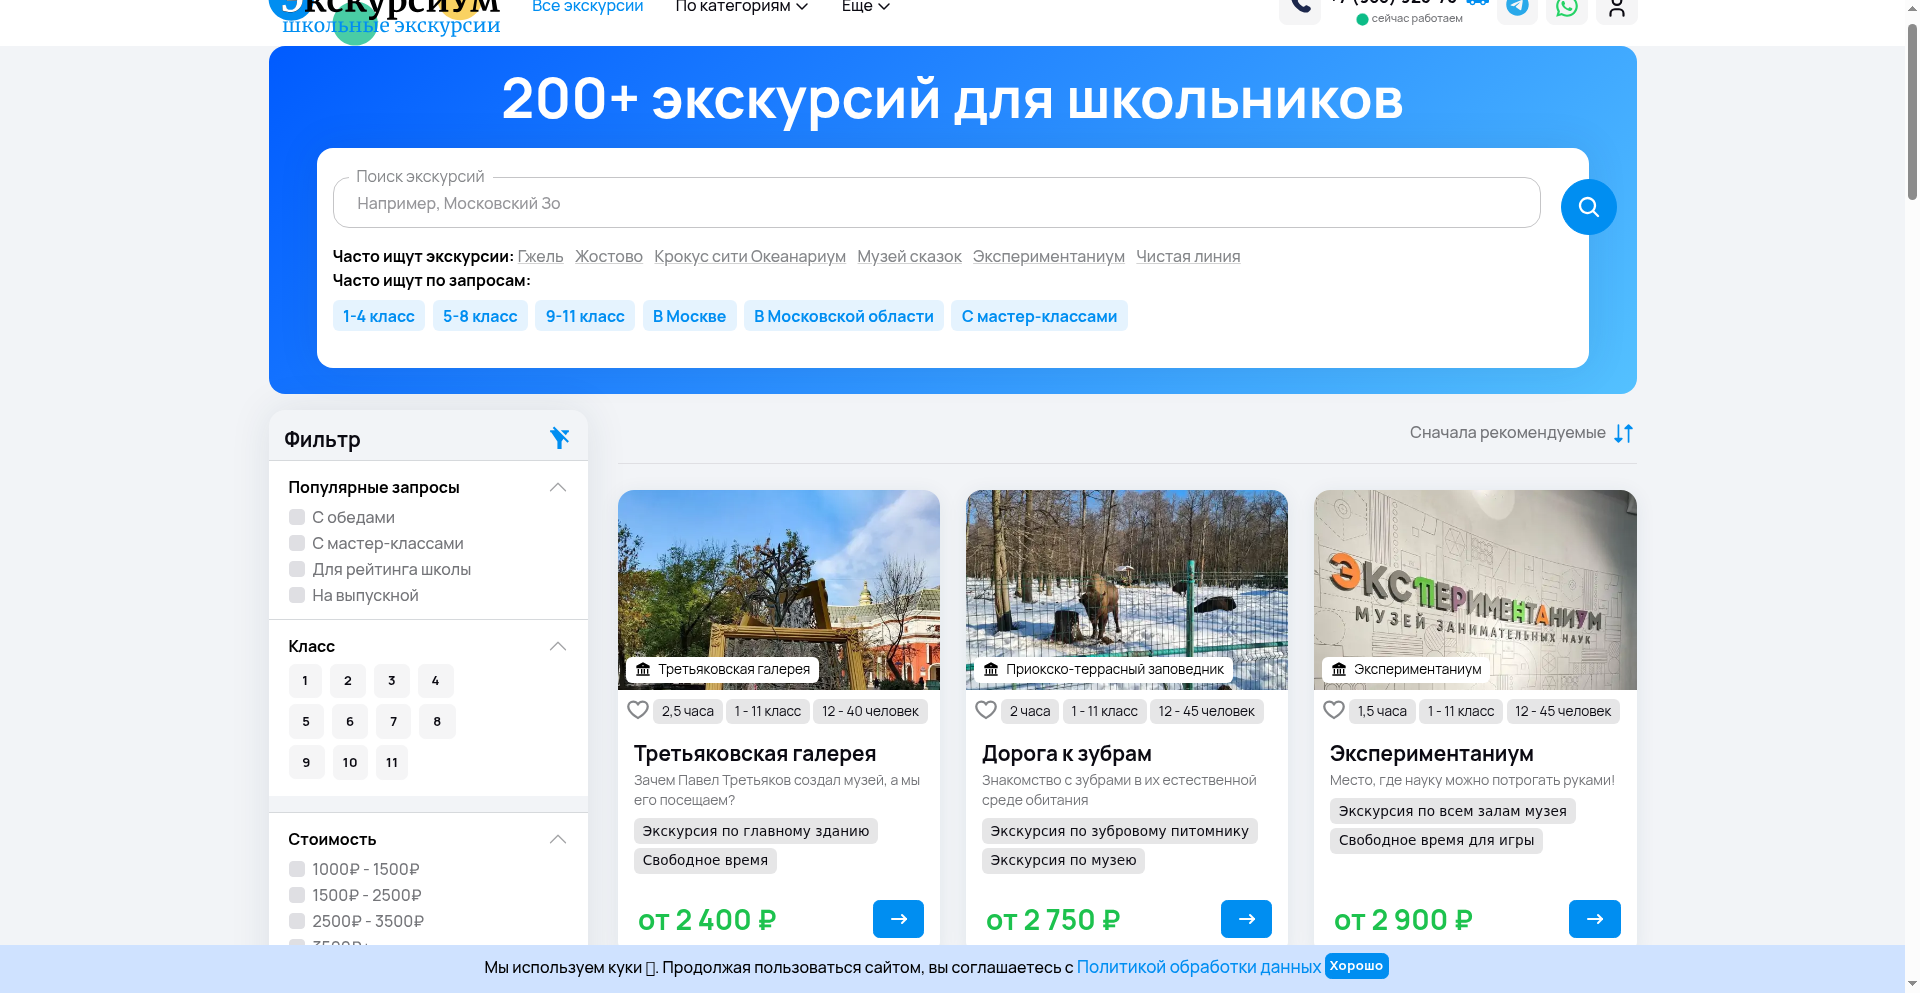 Экскурсиум
школьные экскурсии
Все экскурсии
По категориям
Еще
сейчас работаем
200+ экскурсий для школьников
Поиск экскурсий
Например, Московский Зо
Часто ищут экскурсии: Гжель Жостово Крокус сити Океанариум Музей сказок Экспериментаниум Чистая линия
Часто ищут по запросам:
1-4 класс 5-8 класс 9-11 класс В Москве В Московской области С мастер-классами
Фильтр
Популярные запросы
С обедами
С мастер-классами
Для рейтинга школы
На выпускной
Класс
1 2 3 4
5 6 7 8
9 10 11
Стоимость
1000₽ - 1500₽
1500₽ - 2500₽
2500₽ - 3500₽
Сначала рекомендуемые
Третьяковская галерея
2,5 часа 1 - 11 класс 12 - 40 человек
Третьяковская галерея
Зачем Павел Третьяков создал музей, а мы
его посещаем?
Экскурсия по главному зданию
Свободное время
от 2 400 ₽
Приокско-террасный заповедник
2 часа 1 - 11 класс 12 - 45 человек
Дорога к зубрам
Знакомство с зубрами в их естественной
среде обитания
Экскурсия по зубровому питомнику
Экскурсия по музею
от 2 750 ₽
ЭКСПЕРИМЕНТАНИУМ
МУЗЕЙ ЗАНИМАТЕЛЬНЫХ НАУК
Экспериментаниум
1,5 часа 1 - 11 класс 12 - 45 человек
Экспериментаниум
Место, где науку можно потрогать руками!
Экскурсия по всем залам музея
Свободное время для игры
от 2 900 ₽
Мы используем куки. Продолжая пользоваться сайтом, вы соглашаетесь с Политикой обработки данных Хорошо